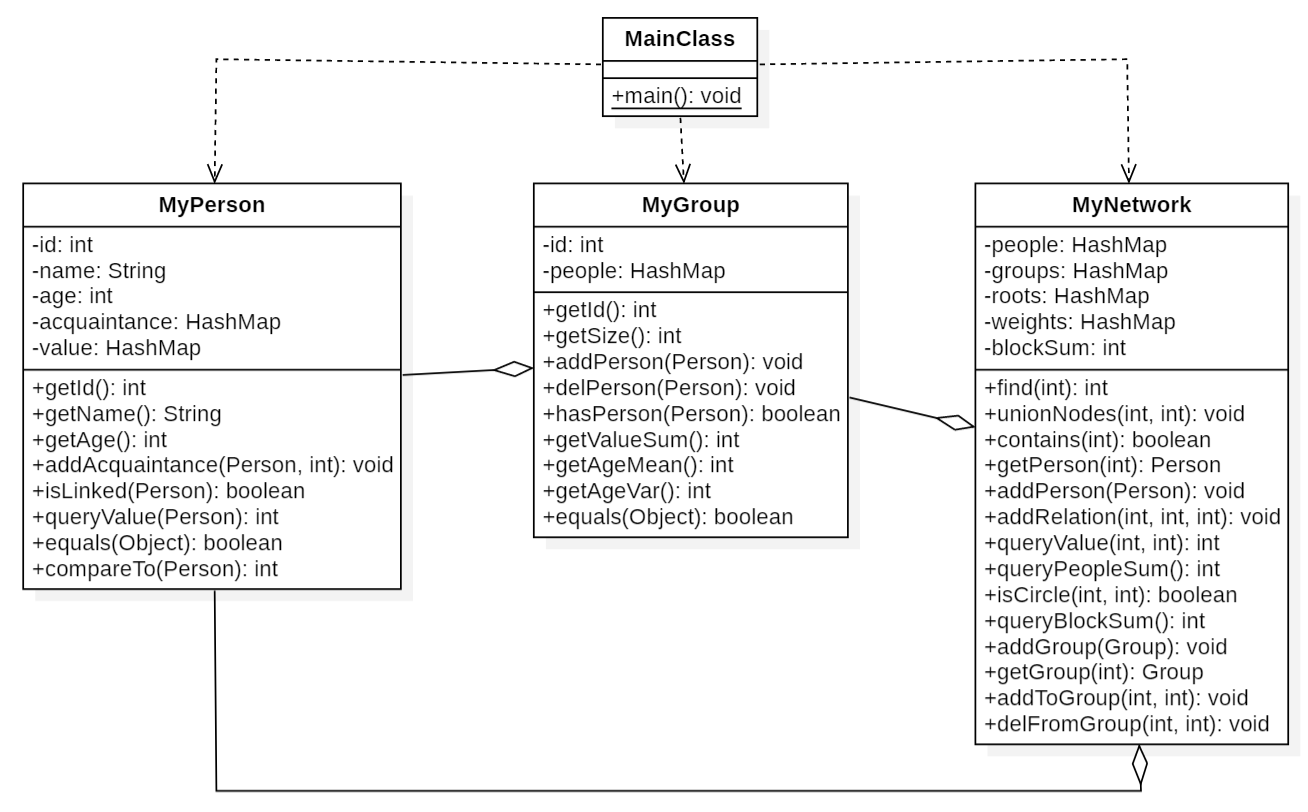 MainClass
+main(): void
MyPerson
-id: int
-name: String
-age: int
-acquaintance: HashMap
-value: HashMap
+getId(): int
+getName(): String
+getAge(): int
+addAcquaintance(Person, int): void
+isLinked(Person): boolean
+queryValue(Person): int
+equals(Object): boolean
+compareTo(Person): int
MyGroup
-id: int
-people: HashMap
+getId(): int
+getSize(): int
+addPerson(Person): void
+delPerson(Person): void
+hasPerson(Person): boolean
+getValueSum(): int
+getAgeMean(): int
+getAgeVar(): int
+equals(Object): boolean
MyNetwork
-people: HashMap
-groups: HashMap
-roots: HashMap
-weights: HashMap
-blockSum: int
+find(int): int
+unionNodes(int, int): void
+contains(int): boolean
+getPerson(int): Person
+addPerson(Person): void
+addRelation(int, int, int): void
+queryValue(int, int): int
+queryPeopleSum(): int
+isCircle(int, int): boolean
+queryBlockSum(): int
+addGroup(Group): void
+getGroup(int): Group
+addToGroup(int, int): void
+delFromGroup(int, int): void